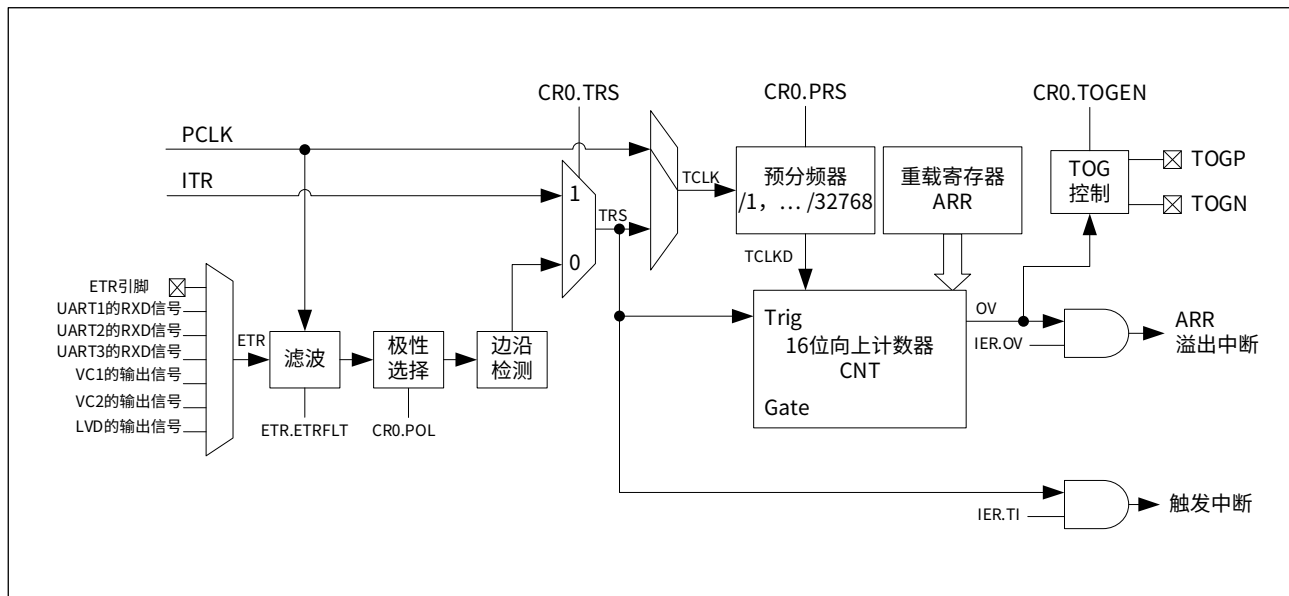 CR0.TRS
CR0.PRS
CR0.TOGEN
PCLK
ITR
1
0
TRS
TCLK
预分频器
/1，… /32768
重载寄存器
ARR
TOG
控制
TOGP
TOGN
TCLKD
ETR引脚
UART1的RXD信号
UART2的RXD信号
UART3的RXD信号
VC1的输出信号
VC2的输出信号
LVD的输出信号
ETR
滤波
极性
选择
边沿
检测
ETR.ETRFLT
CR0.POL
Trig
16位向上计数器
CNT
Gate
OV
IER.OV
ARR
溢出中断
IER.TI
触发中断